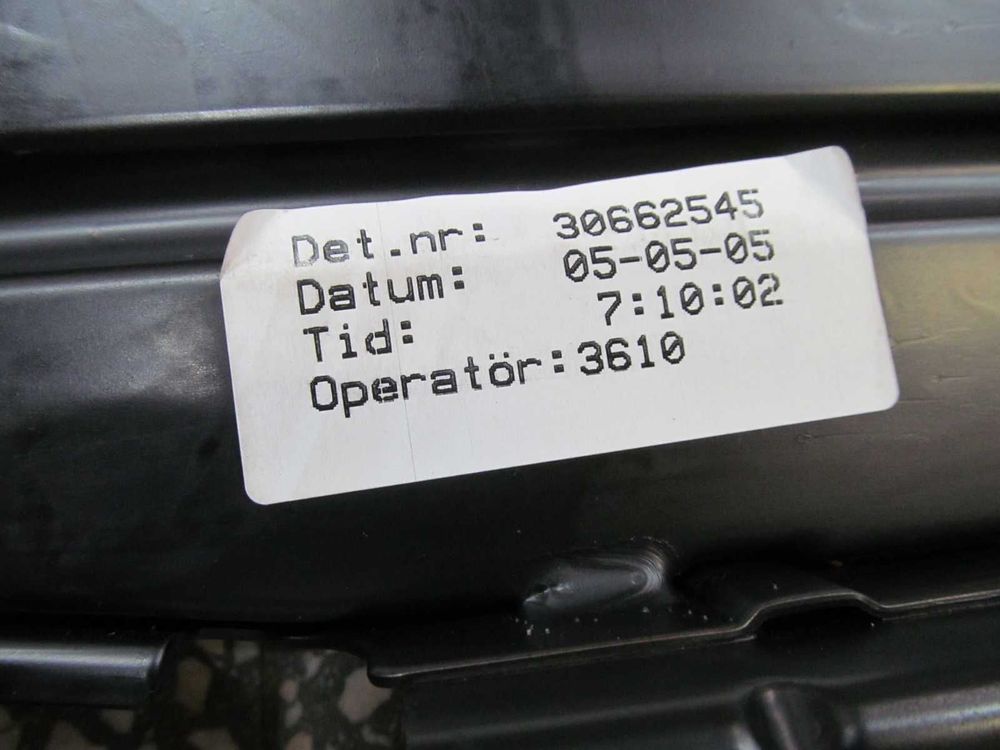 Det.nr: 30662545
Datum: 05-05-05
Tid: 7:10:02
Operatör:3610